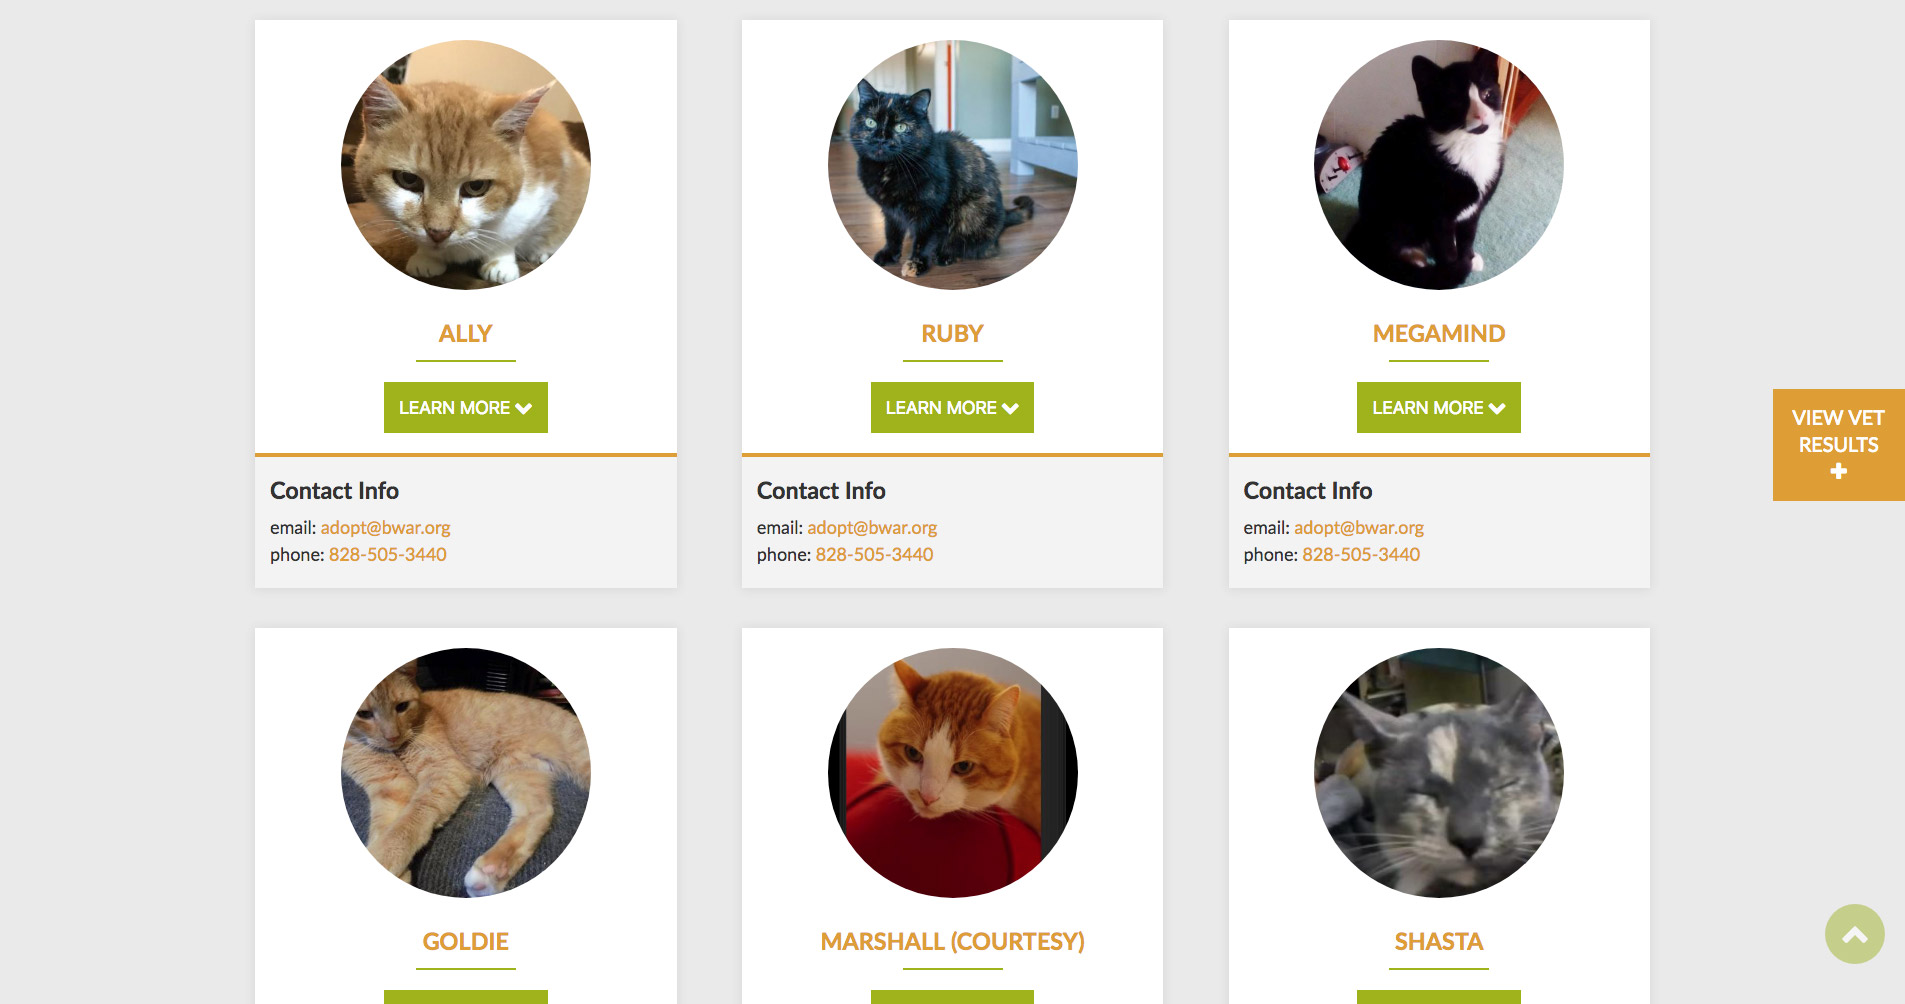 ALLY
LEARN MORE
Contact Info
email: adopt@bwar.org
phone: 828-505-3440
RUBY
LEARN MORE
Contact Info
email: adopt@bwar.org
phone: 828-505-3440
MEGAMIND
LEARN MORE
Contact Info
email: adopt@bwar.org
phone: 828-505-3440
VIEW VET
RESULTS
GOLDIE
MARSHALL (COURTESY)
SHASTA